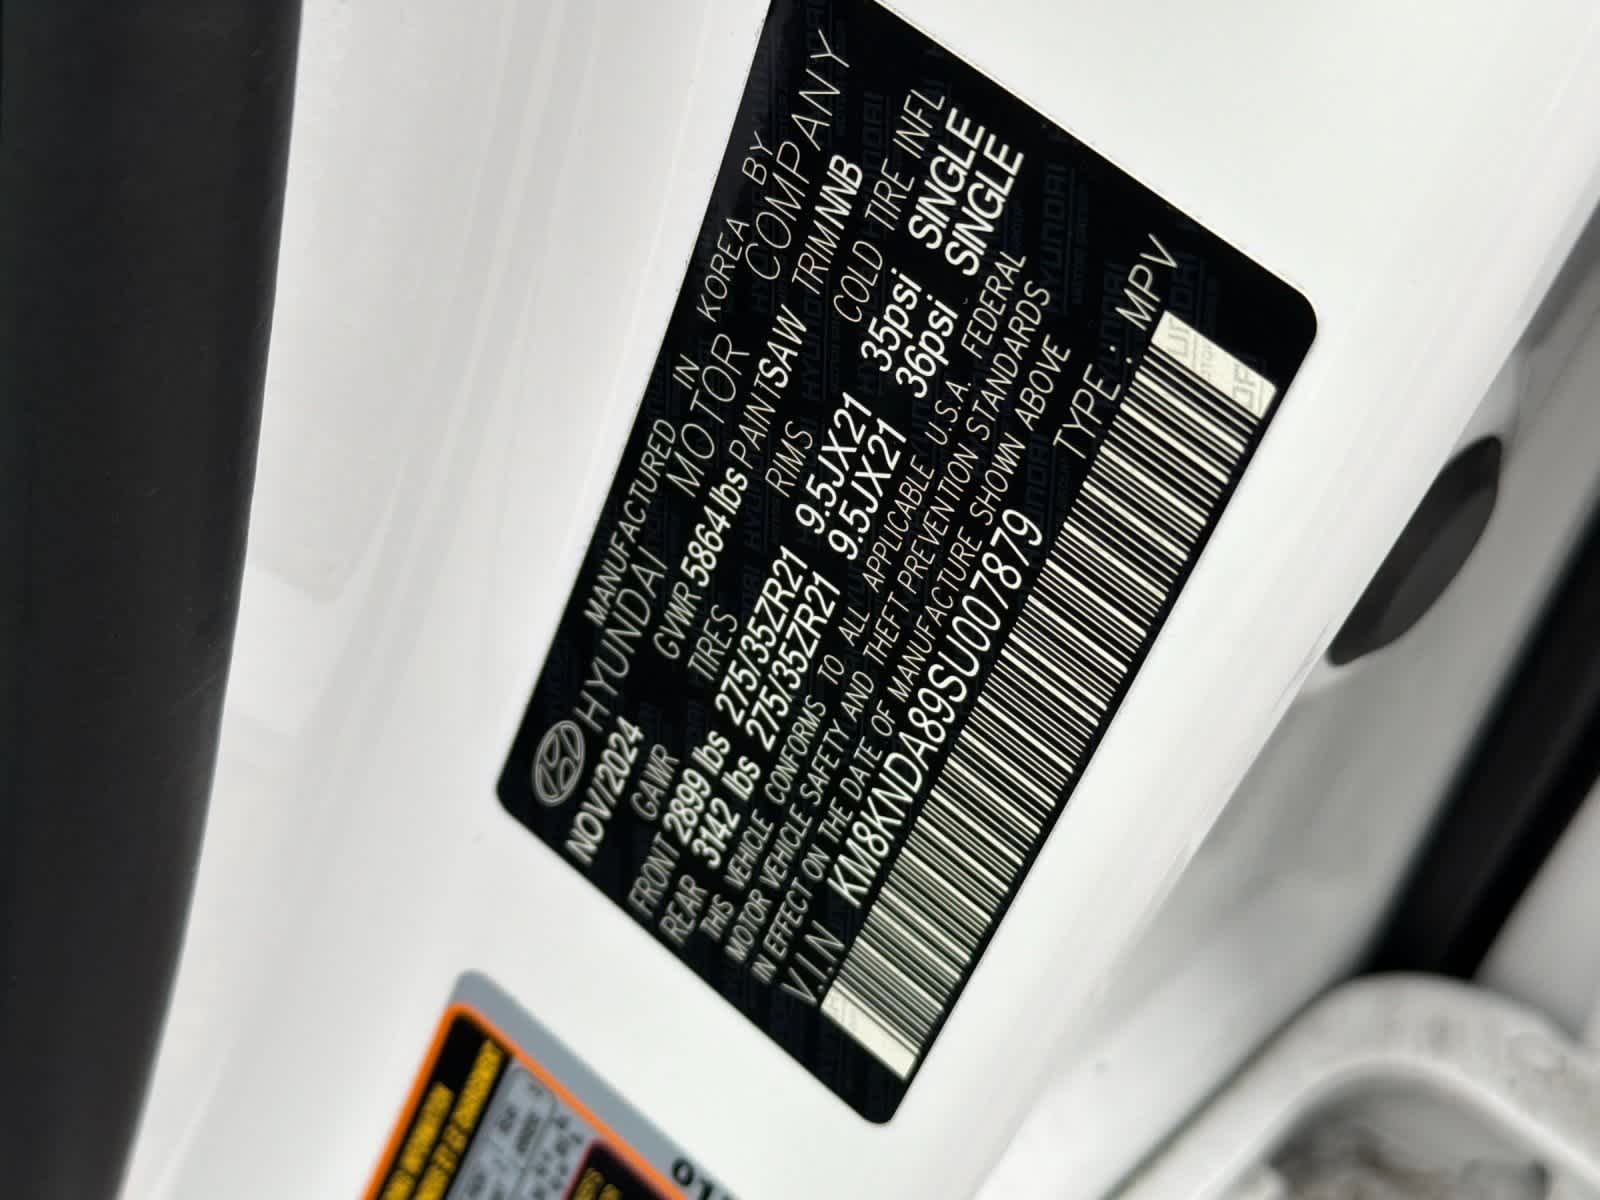 MANUFACTURED IN KOREA BY
HYUNDAI MOTOR COMPANY
NOV/2024 GVWR 5864 lbs PAINT SAW TRIM NNB
GAWR TIRES RIMS COLD TIRE INFL
FRONT 2899 lbs 275/35ZR21 9.5JX21 35psi SINGLE
REAR 3142 lbs 275/35ZR21 9.5JX21 36psi SINGLE
THIS VEHICLE CONFORMS TO ALL APPLICABLE U.S.A. FEDERAL
MOTOR VEHICLE SAFETY AND THEFT PREVENTION STANDARDS
IN EFFECT ON THE DATE OF MANUFACTURE SHOWN ABOVE
V.I.N KM8KNDA89SU007879 TYPE : MPV